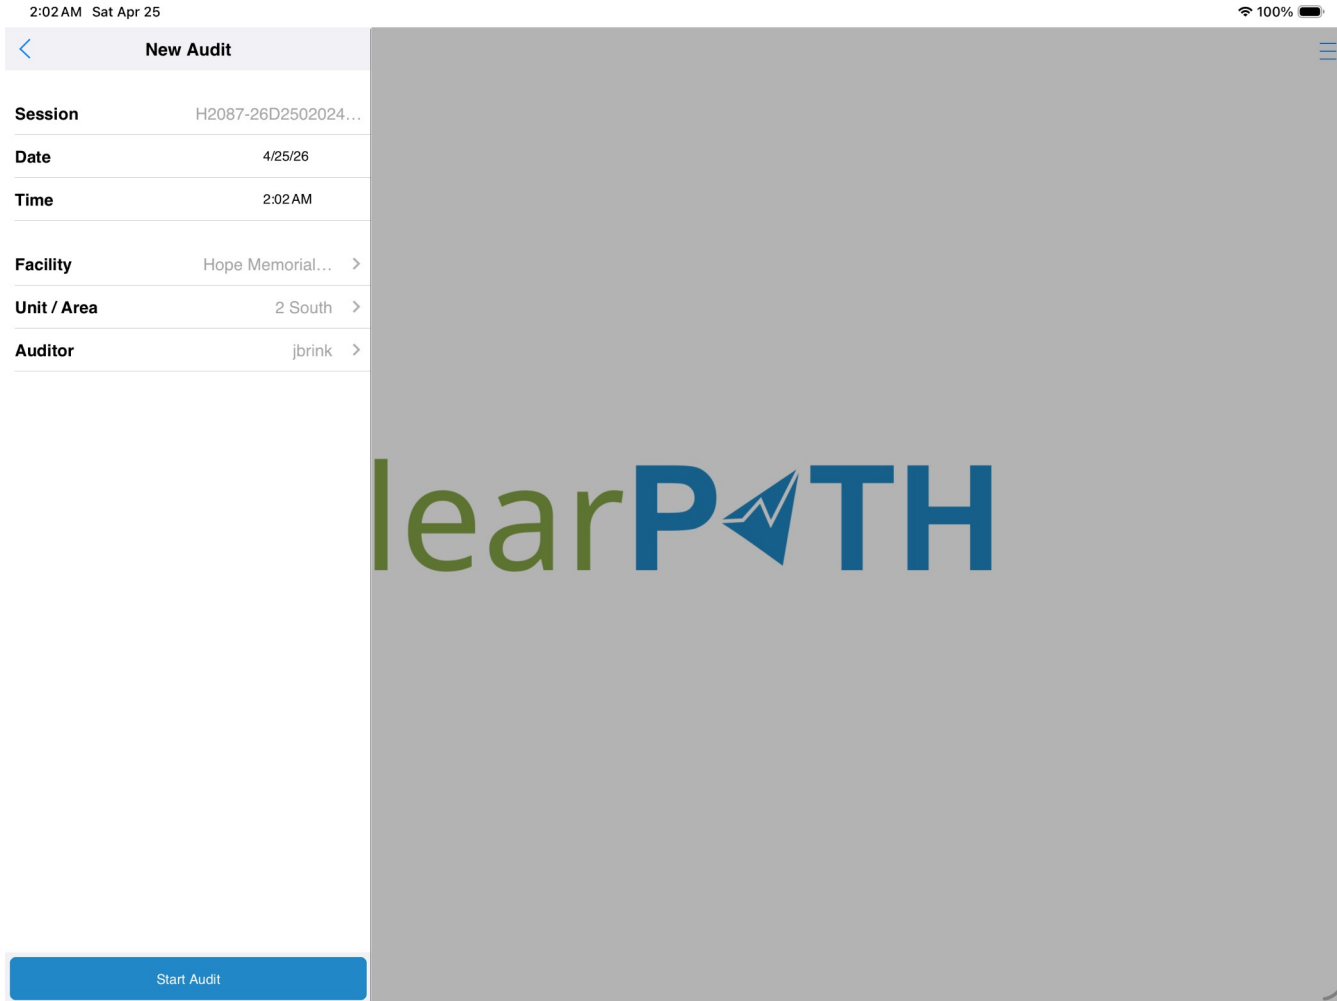 2:02 AM Sat Apr 25 100%
New Audit
Session H2087-26D2502024...
Date 4/25/26
Time 2:02 AM
Facility Hope Memorial...
Unit / Area 2 South
Auditor jbrink
learPATH
Start Audit